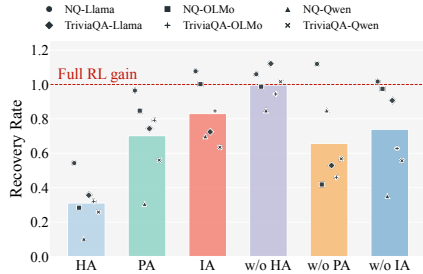 NQ-Llama NQ-OLMo NQ-Qwen
TriviaQA-Llama TriviaQA-OLMo TriviaQA-Qwen
1.2
Full RL gain
1.0
0.8
0.6
0.4
0.2
0.0
Recovery Rate
HA PA IA w/o HA w/o PA w/o IA